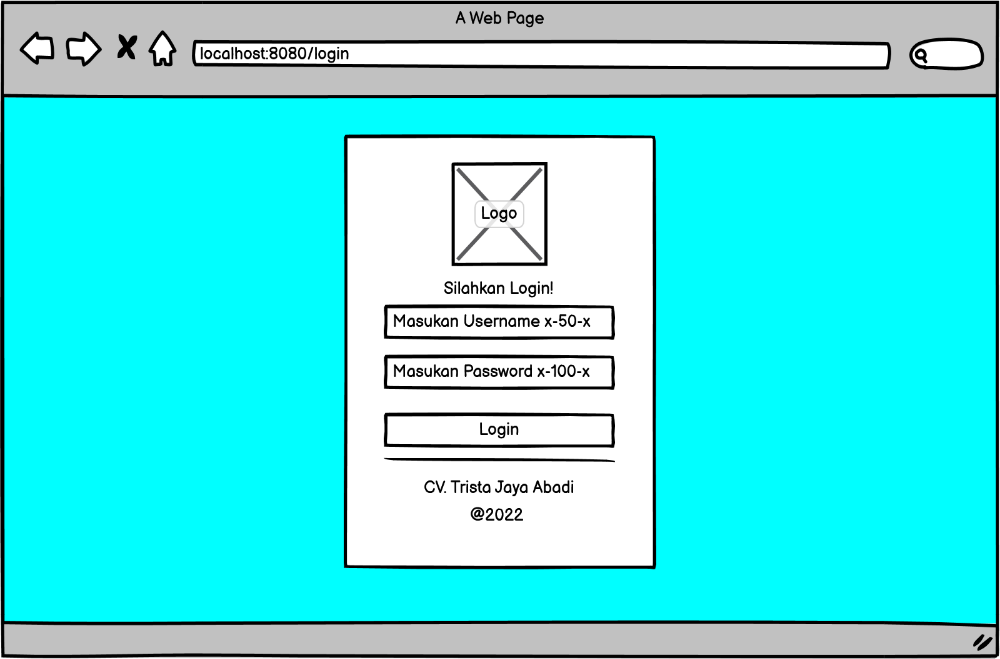 A Web Page
localhost:8080/login
Logo
Silahkan Login!
Masukan Username x-50-x
Masukan Password x-100-x
Login
CV. Trista Jaya Abadi
@2022